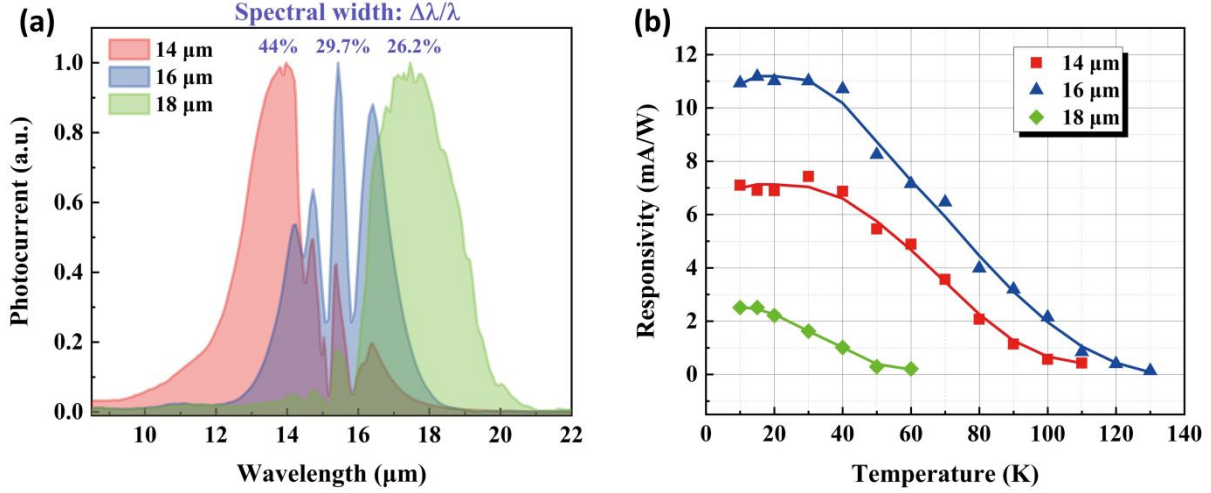 (a)
Spectral width: Δλ/λ
44% 29.7% 26.2%
14 μm
16 μm
18 μm
Photocurrent (a.u.)
1.0
0.8
0.6
0.4
0.2
0.0
10 12 14 16 18 20 22
Wavelength (μm)
(b)
14 μm
16 μm
18 μm
Responsivity (mA/W)
12
10
8
6
4
2
0
0 20 40 60 80 100 120 140
Temperature (K)